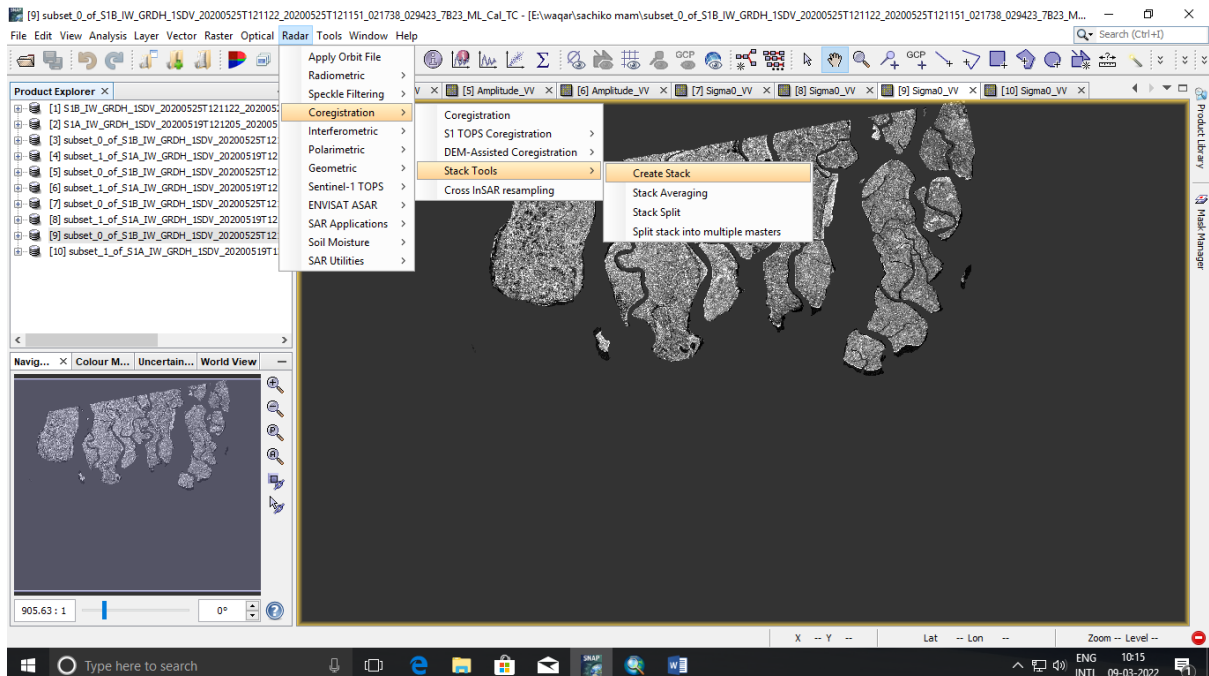 [9] subset_0_of_S1B_IW_GRDH_1SDV_20200525T121122_20200525T121151_021738_029423_7B23_ML_Cal_TC - [E:\waqar\sachiko mam\subset_0_of_S1B_IW_GRDH_1SDV_20200525T121122_20200525T121151_021738_029423_7B23_M...
File Edit View Analysis Layer Vector Raster Optical Radar Tools Window Help
Search (Ctrl+I)
GCP
GCP
Apply Orbit File
Radiometric
Speckle Filtering
Coregistration
Interferometric
Polarimetric
Geometric
Sentinel-1 TOPS
ENVISAT ASAR
SAR Applications
Soil Moisture
SAR Utilities
Coregistration
S1 TOPS Coregistration
DEM-Assisted Coregistration
Stack Tools
Cross InSAR resampling
Create Stack
Stack Averaging
Stack Split
Split stack into multiple masters
V [5] Amplitude_VV [6] Amplitude_VV [7] Sigma0_VV [8] Sigma0_VV [9] Sigma0_VV [10] Sigma0_VV
Product Explorer
[1] S1B_IW_GRDH_1SDV_20200525T121122_202005
[2] S1A_IW_GRDH_1SDV_20200519T121205_202005
[3] subset_0_of_S1B_IW_GRDH_1SDV_20200525T12
[4] subset_1_of_S1A_IW_GRDH_1SDV_20200519T12
[5] subset_0_of_S1B_IW_GRDH_1SDV_20200525T12
[6] subset_1_of_S1A_IW_GRDH_1SDV_20200519T12
[7] subset_0_of_S1B_IW_GRDH_1SDV_20200525T12
[8] subset_1_of_S1A_IW_GRDH_1SDV_20200519T12
[9] subset_0_of_S1B_IW_GRDH_1SDV_20200525T12
[10] subset_1_of_S1A_IW_GRDH_1SDV_20200519T1
Product Library
Mask Manager
Navig... Colour M... Uncertain... World View
905.63 : 1
0°
X -- Y -- Lat -- Lon -- Zoom -- Level --
Type here to search
SNAP
ENG
INTL
10:15
09-03-2022